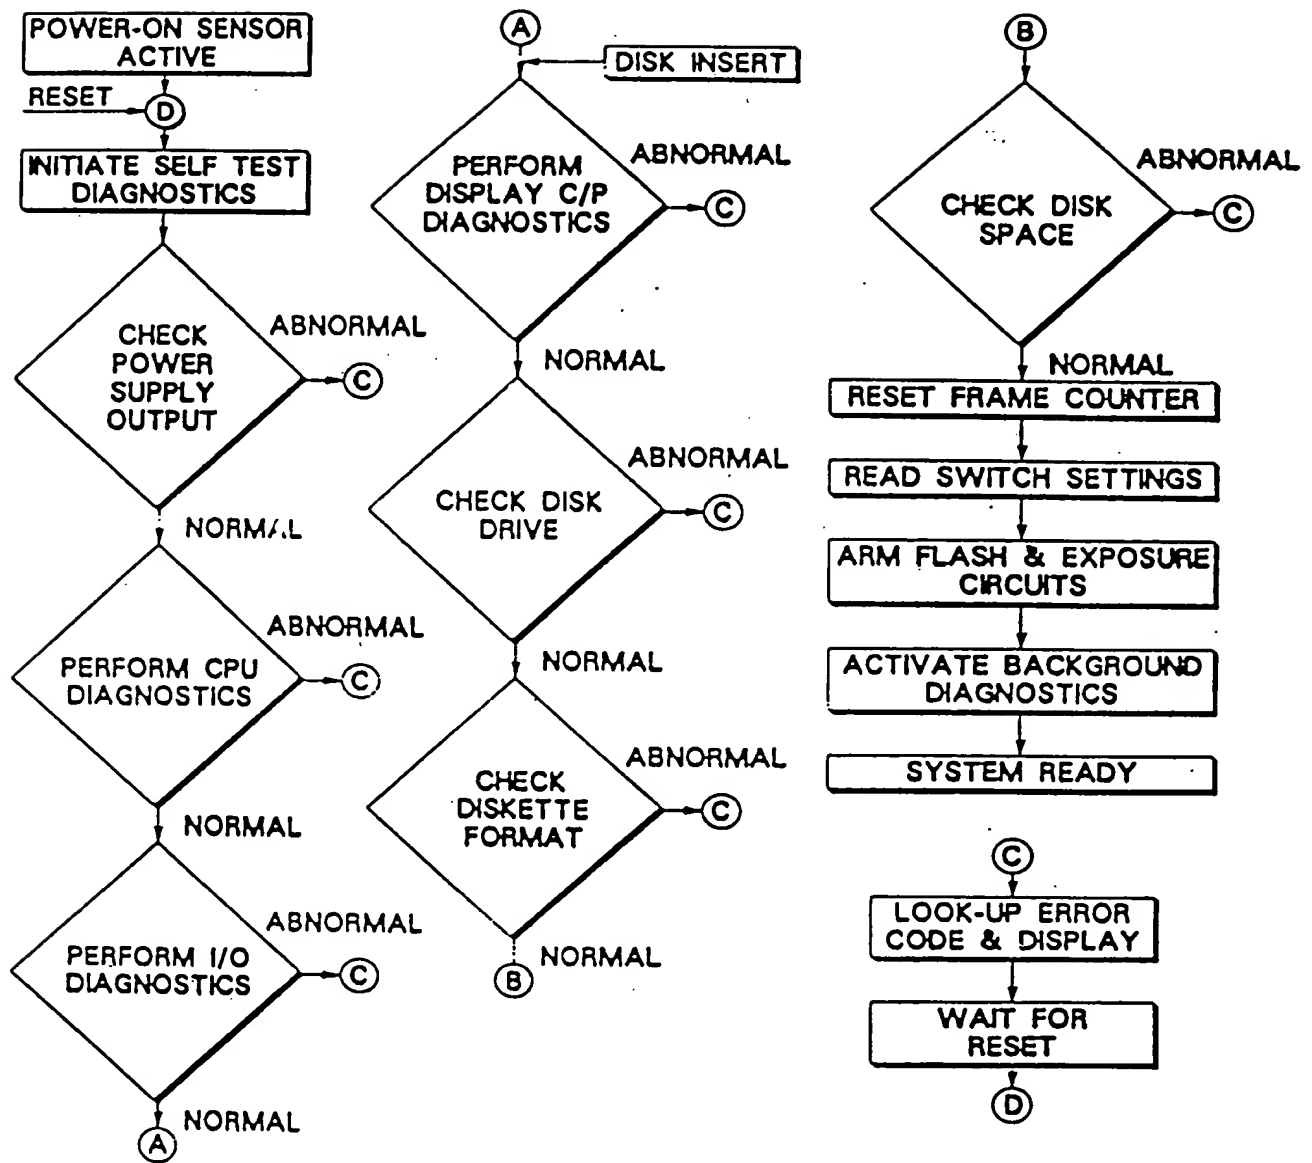 POWER-ON SENSOR
ACTIVE
RESET
D
INITIATE SELF TEST
DIAGNOSTICS
CHECK
POWER
SUPPLY
OUTPUT
ABNORMAL
C
NORMAL
PERFORM CPU
DIAGNOSTICS
ABNORMAL
C
NORMAL
PERFORM I/O
DIAGNOSTICS
ABNORMAL
C
NORMAL
A
A
DISK INSERT
PERFORM
DISPLAY C/P
DIAGNOSTICS
ABNORMAL
C
NORMAL
CHECK DISK
DRIVE
ABNORMAL
C
NORMAL
CHECK
DISKETTE
FORMAT
ABNORMAL
C
NORMAL
B
B
CHECK DISK
SPACE
ABNORMAL
C
NORMAL
RESET FRAME COUNTER
READ SWITCH SETTINGS
ARM FLASH & EXPOSURE
CIRCUITS
ACTIVATE BACKGROUND
DIAGNOSTICS
SYSTEM READY
C
LOOK-UP ERROR
CODE & DISPLAY
WAIT FOR
RESET
D